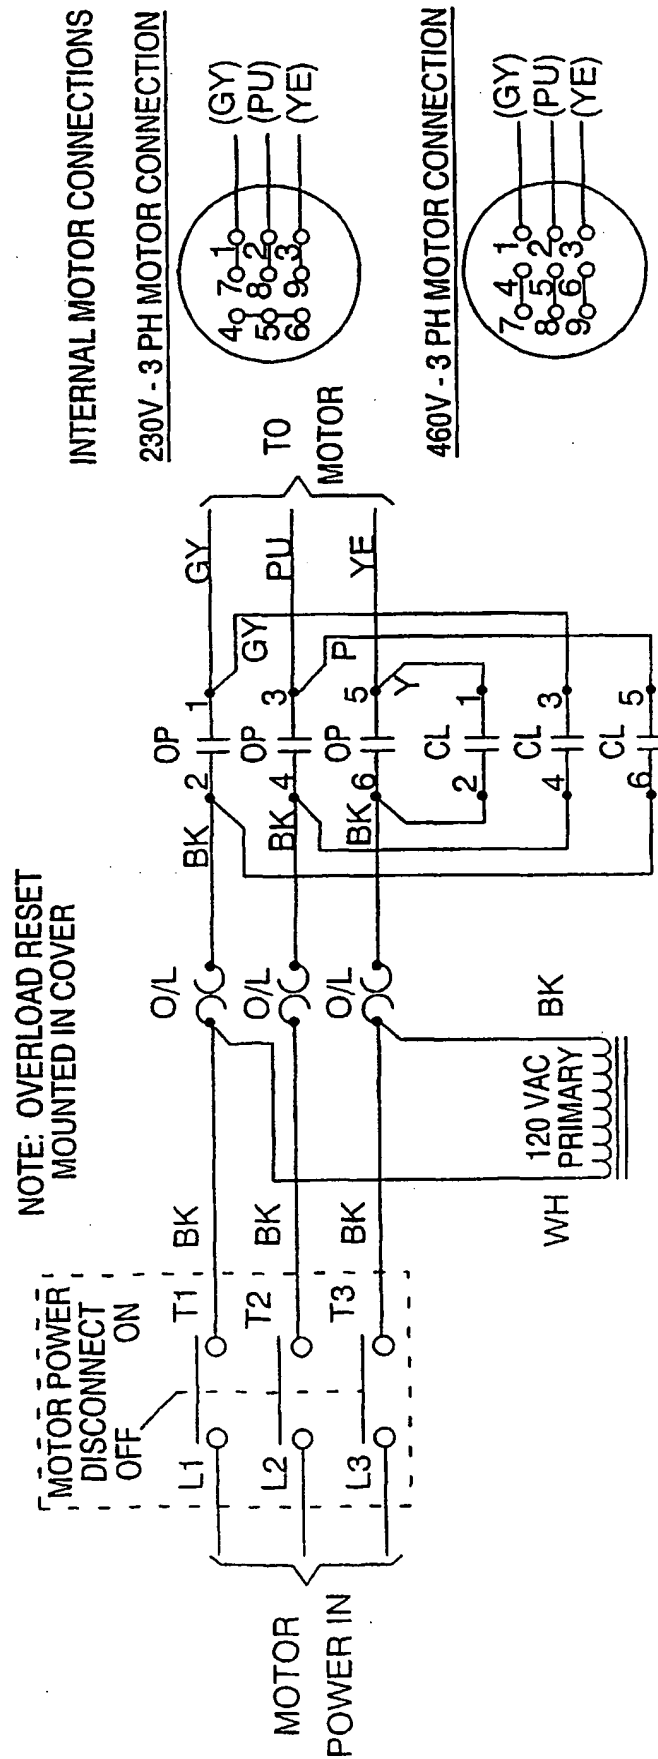 NOTE: OVERLOAD RESET
MOUNTED IN COVER
MOTOR POWER
DISCONNECT
OFF
ON
MOTOR
POWER IN
L1
T1
L2
T2
L3
T3
BK
BK
BK
WH
120 VAC
PRIMARY
BK
O/L
O/L
O/L
BK
BK
BK
2
OP
1
4
OP
3
6
OP
5
2
CL
1
4
CL
3
6
CL
5
GY
P
Y
GY
PU
YE
TO
MOTOR
INTERNAL MOTOR CONNECTIONS
230V - 3 PH MOTOR CONNECTION
4 7 1 (GY)
5 8 2 (PU)
6 9 3 (YE)
460V - 3 PH MOTOR CONNECTION
7 4 1 (GY)
8 5 2 (PU)
9 6 3 (YE)